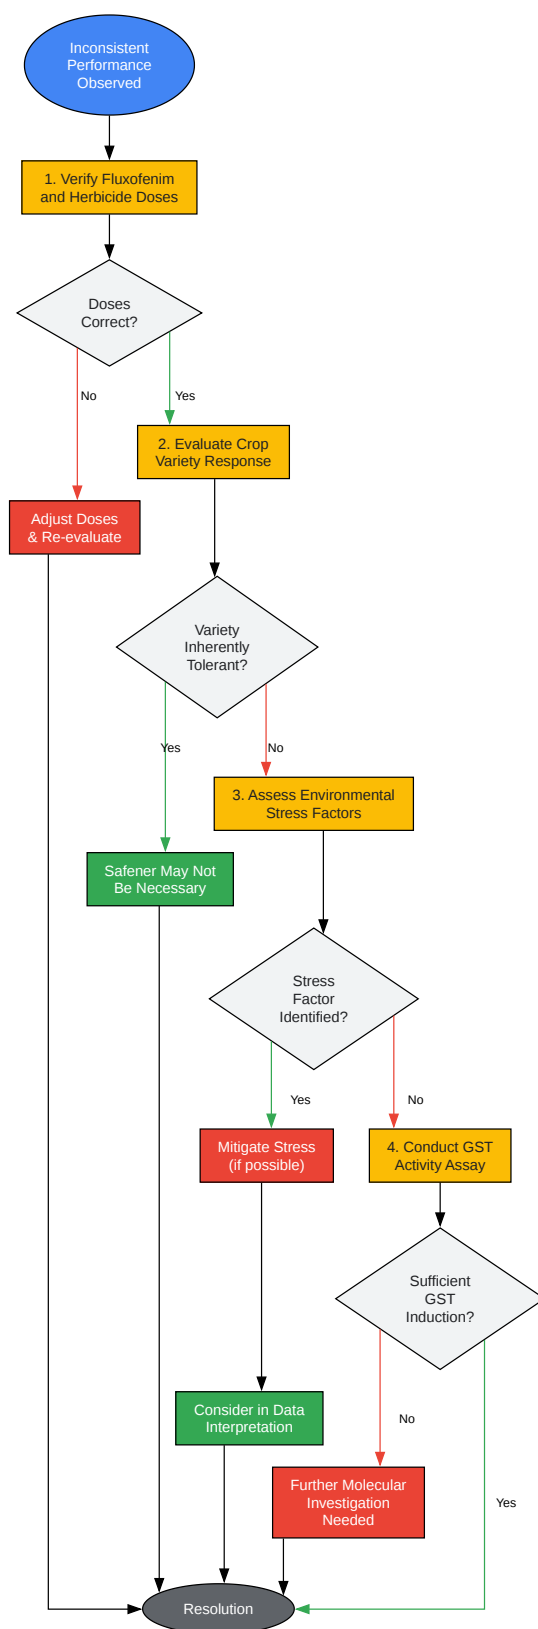 Inconsistent
Performance
Observed
1. Verify Fluxofenim
and Herbicide Doses
Doses
Correct?
No
Yes
2. Evaluate Crop
Variety Response
Adjust Doses
& Re-evaluate
Variety
Inherently
Tolerant?
Yes
No
3. Assess Environmental
Stress Factors
Safener May Not
Be Necessary
Stress
Factor
Identified?
Yes
No
Mitigate Stress
(if possible)
4. Conduct GST
Activity Assay
Sufficient
GST
Induction?
Consider in Data
Interpretation
No
Further Molecular
Investigation
Needed
Yes
Resolution